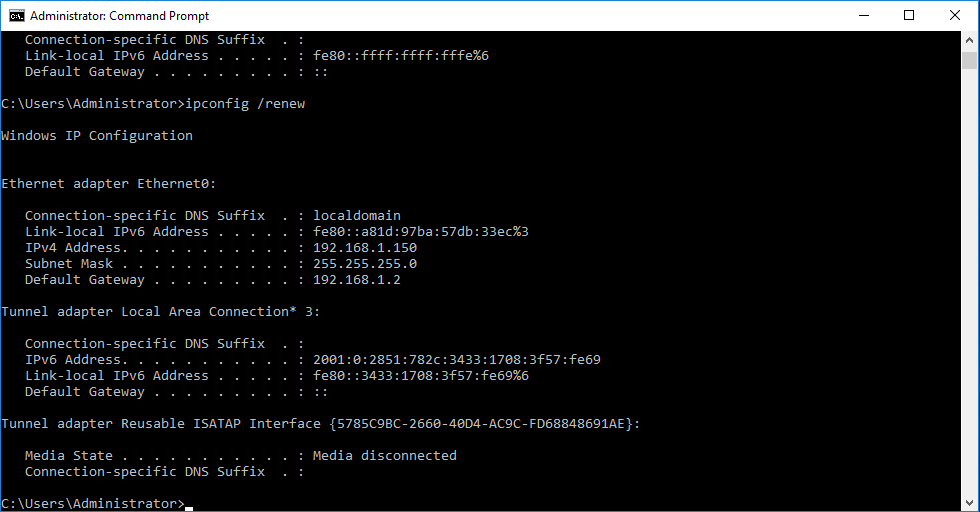 Administrator: Command Prompt
   Connection-specific DNS Suffix  . :
   Link-local IPv6 Address . . . . . : fe80::ffff:ffff:fffe%6
   Default Gateway . . . . . . . . . : ::
C:\Users\Administrator>ipconfig /renew
Windows IP Configuration
Ethernet adapter Ethernet0:
   Connection-specific DNS Suffix  . : localdomain
   Link-local IPv6 Address . . . . . : fe80::a81d:97ba:57db:33ec%3
   IPv4 Address. . . . . . . . . . . : 192.168.1.150
   Subnet Mask . . . . . . . . . . . : 255.255.255.0
   Default Gateway . . . . . . . . . : 192.168.1.2
Tunnel adapter Local Area Connection* 3:
   Connection-specific DNS Suffix  . :
   IPv6 Address. . . . . . . . . . . : 2001:0:2851:782c:3433:1708:3f57:fe69
   Link-local IPv6 Address . . . . . : fe80::3433:1708:3f57:fe69%6
   Default Gateway . . . . . . . . . : ::
Tunnel adapter Reusable ISATAP Interface {5785C9BC-2660-40D4-AC9C-FD68848691AE}:
   Media State . . . . . . . . . . . : Media disconnected
   Connection-specific DNS Suffix  . :
C:\Users\Administrator>